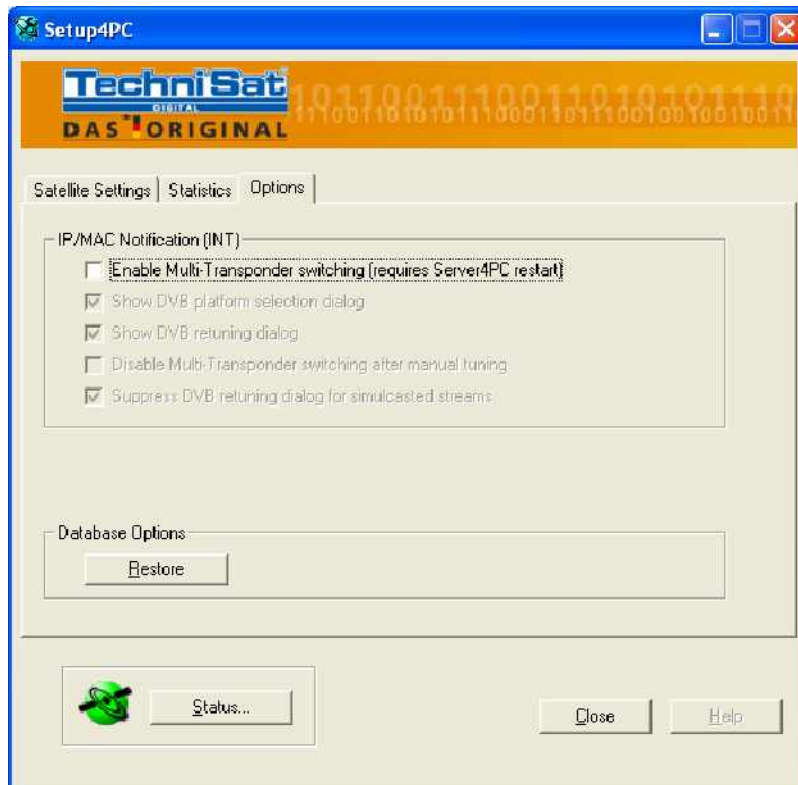 Setup4PC
TechniSat
DIGITAL
DAS ORIGINAL
Satellite Settings
Statistics
Options
IP/MAC Notification (INT)
Enable Multi-Transponder switching (requires Server4PC restart)
Show DVB platform selection dialog
Show DVB retuning dialog
Disable Multi-Transponder switching after manual tuning
Suppress DVB retuning dialog for simulcasted streams
Database Options
Restore
Status...
Close
Help